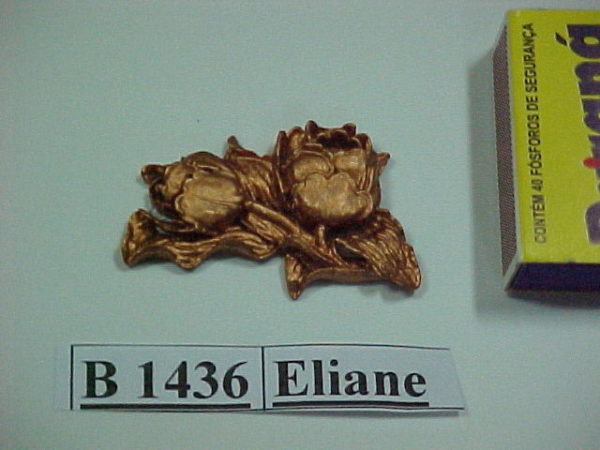 B 1436 Eliane
CONTÉM 40 FÓSFOROS DE SEGURANÇA